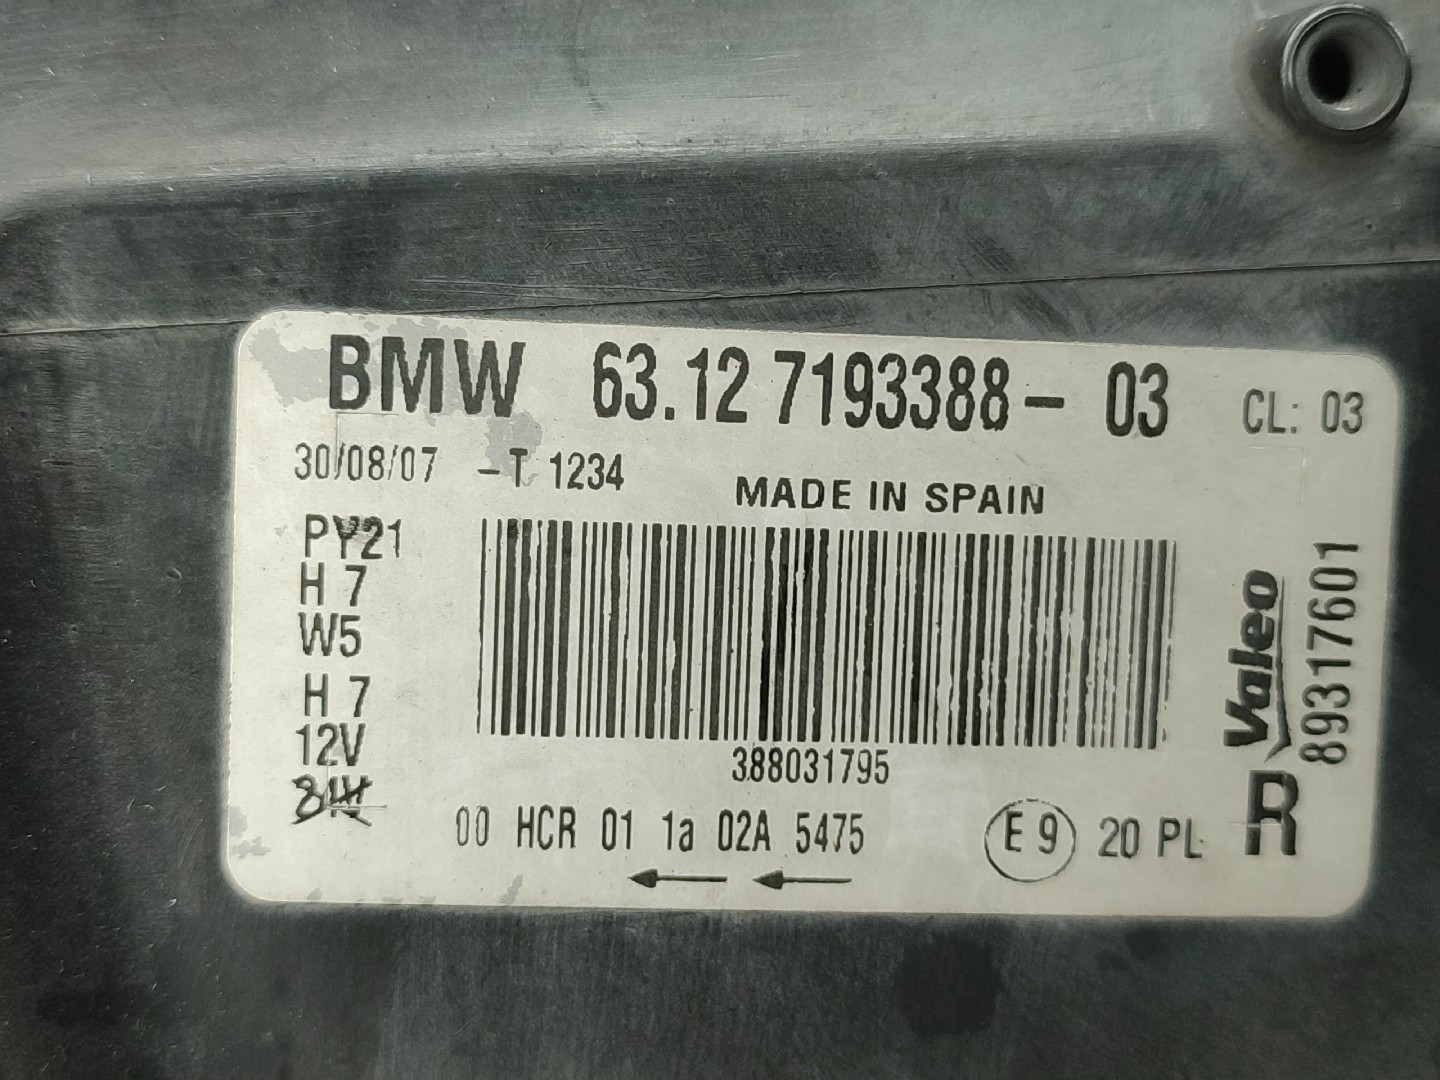 BMW 63.12 7193388- 03 CL: 03
30/08/07 -T 1234
MADE IN SPAIN
PY21
H 7
W5
H 7
12V
388031795
00 HCR 01 1a 02A 5475
E 9 20 PL
R
Valeo
89317601